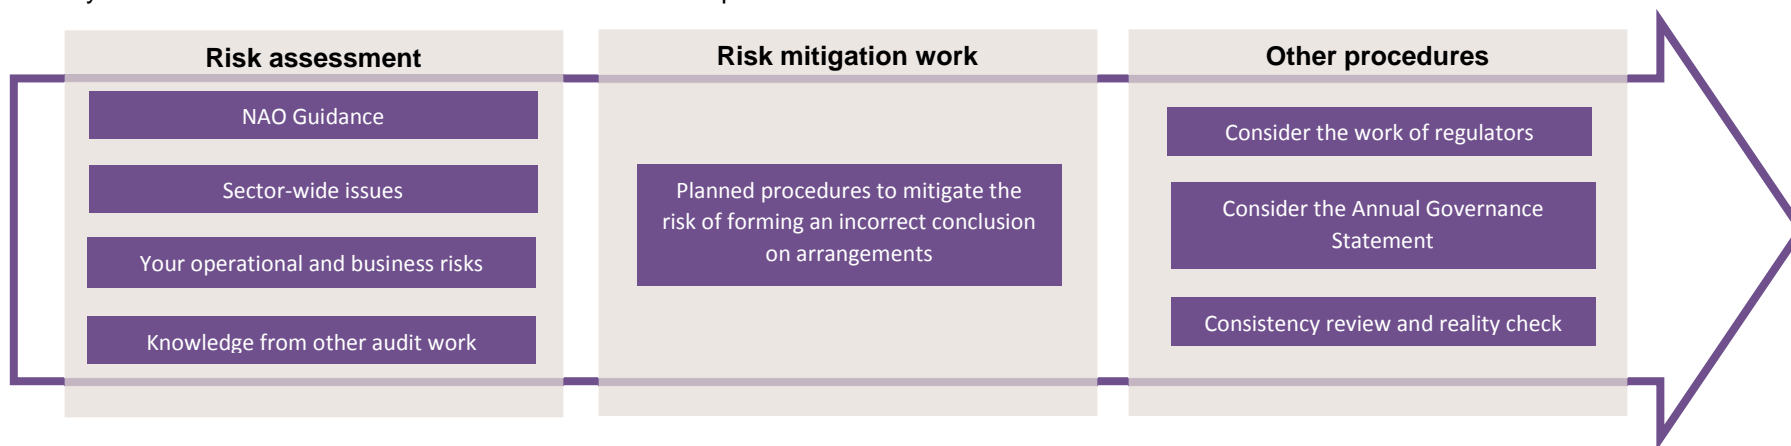 Risk assessment
NAO Guidance
Sector-wide issues
Your operational and business risks
Knowledge from other audit work
Risk mitigation work
Planned procedures to mitigate the
risk of forming an incorrect conclusion
on arrangements
Other procedures
Consider the work of regulators
Consider the Annual Governance
Statement
Consistency review and reality check